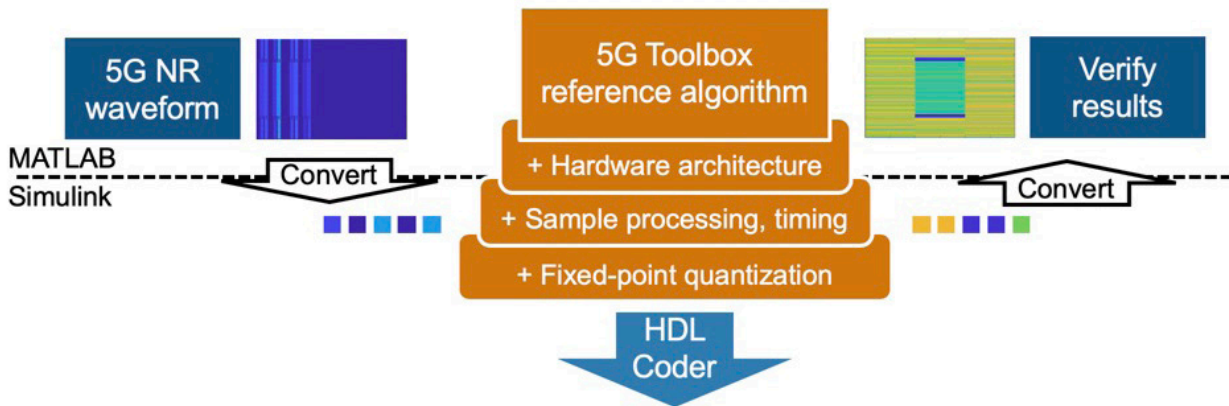 5G NR
waveform
5G Toolbox
reference algorithm
Verify
results
MATLAB
Simulink
Convert
+ Hardware architecture
Convert
+ Sample processing, timing
+ Fixed-point quantization
HDL
Coder